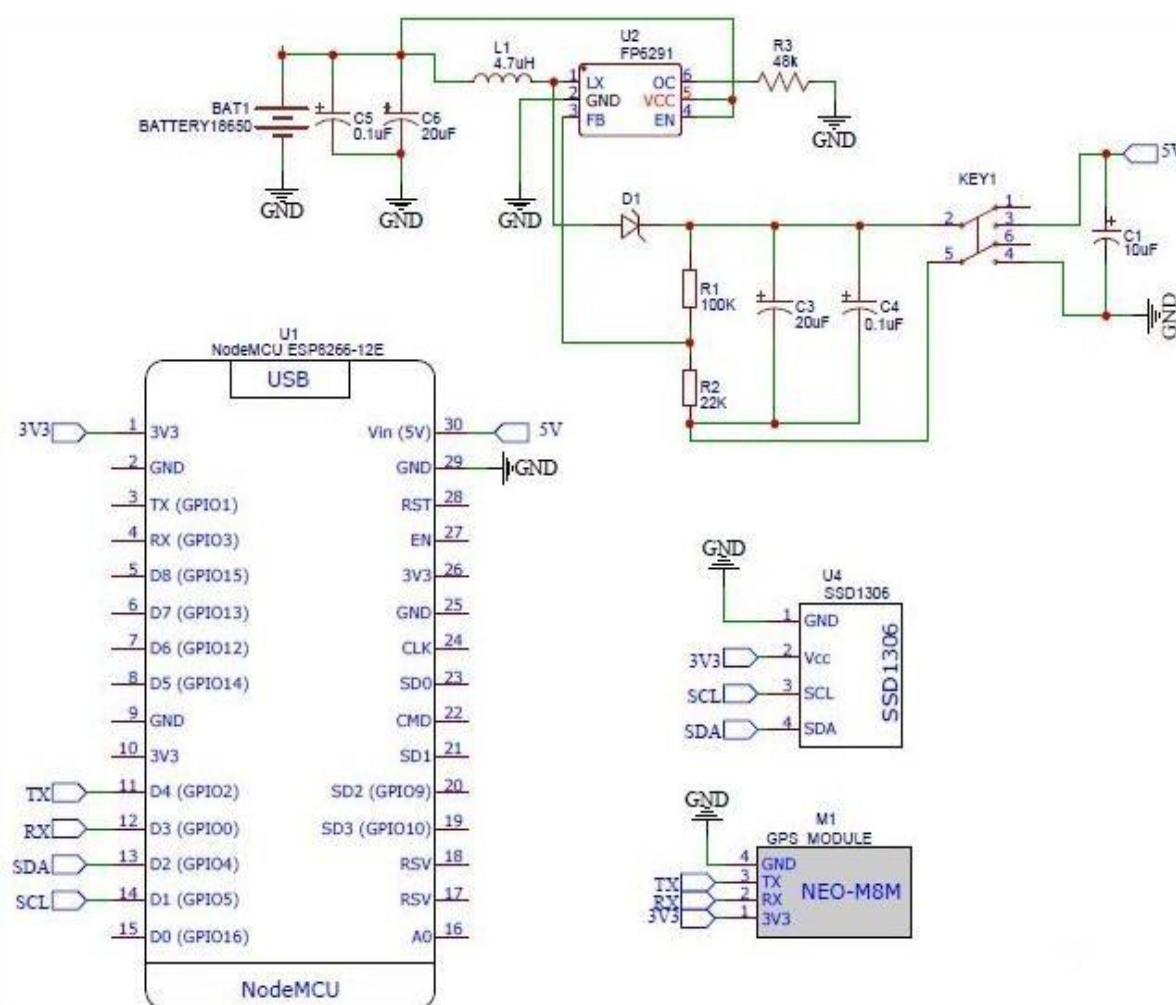 U2
FP6291
L1
4.7uH
R3
48k
1 LX
2 GND
3 FB
OC 6
VCC 5
EN 4
BAT1
BATTERY18650
C5
0.1uF
C6
20uF
GND
GND
GND
GND
5V
KEY1
D1
2
5
1
3
6
4
C1
10uF
GND
R1
100K
C3
20uF
C4
0.1uF
R2
22K
U1
NodeMCU ESP8266-12E
USB
3V3 1 3V3
2 GND
3 TX (GPIO1)
4 RX (GPIO3)
5 D8 (GPIO15)
6 D7 (GPIO13)
7 D6 (GPIO12)
8 D5 (GPIO14)
9 GND
10 3V3
TX 11 D4 (GPIO2)
RX 12 D3 (GPIO0)
SDA 13 D2 (GPIO4)
SCL 14 D1 (GPIO5)
15 D0 (GPIO16)
Vin (5V) 30 5V
GND 29 GND
RST 28
EN 27
3V3 26
GND 25
CLK 24
SD0 23
CMD 22
SD1 21
SD2 (GPIO9) 20
SD3 (GPIO10) 19
RSV 18
RSV 17
A0 16
NodeMCU
GND
U4
SSD1306
1 GND
3V3 2 Vcc
SCL 3 SCL
SDA 4 SDA
SSD1306
GND
M1
GPS MODULE
4 GND
TX 3 TX
RX 2 RX
3V3 1 3V3
NEO-M8M